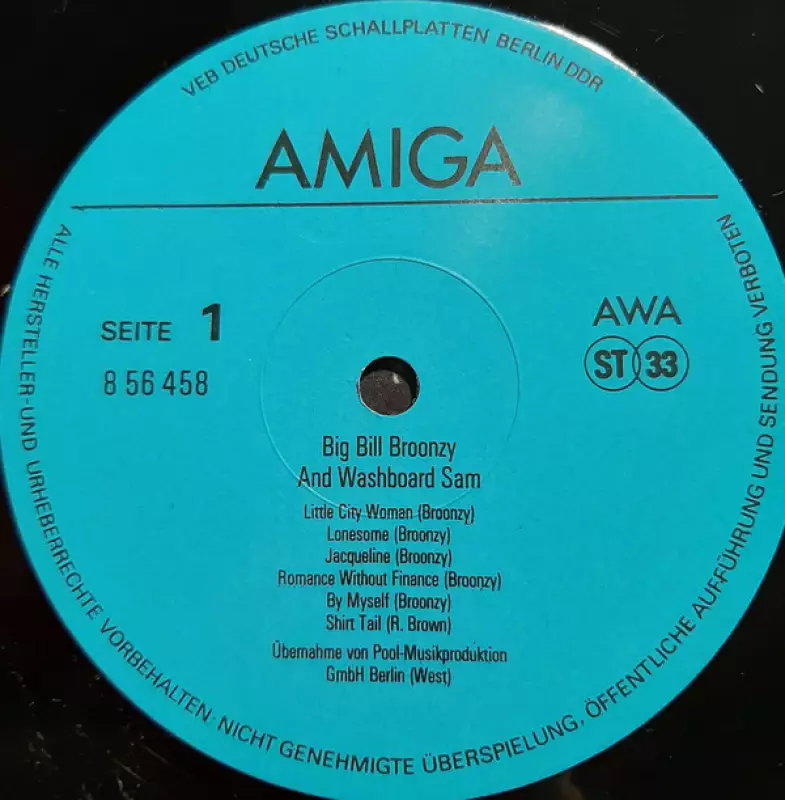 VEB DEUTSCHE SCHALLPLATTEN BERLIN DDR
AMIGA
SEITE 1
8 56 458
AWA
ST 33
Big Bill Broonzy
And Washboard Sam
Little City Woman (Broonzy)
Lonesome (Broonzy)
Jacqueline (Broonzy)
Romance Without Finance (Broonzy)
By Myself (Broonzy)
Shirt Tail (R. Brown)
Übernahme von Pool-Musikproduktion
GmbH Berlin (West)
ALLE HERSTELLER-UND URHEBERRECHTE VORBEHALTEN: NICHT GENEHMIGTE ÜBERSPIELUNG, ÖFFENTLICHE AUFFÜHRUNG UND SENDUNG VERBOTEN